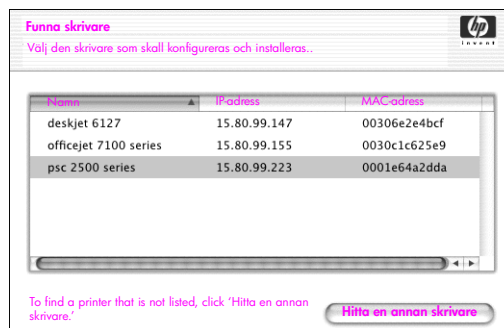 Funna skrivare
Välj den skrivare som skall konfigureras och installeras..
hp
invent
Namn IP-adress MAC-adress
deskjet 6127 15.80.99.147 00306e2e4bcf
officejet 7100 series 15.80.99.155 0030c1c625e9
psc 2500 series 15.80.99.223 0001e64a2dda
To find a printer that is not listed, click ‘Hitta en annan
skrivare.’
Hitta en annan skrivare